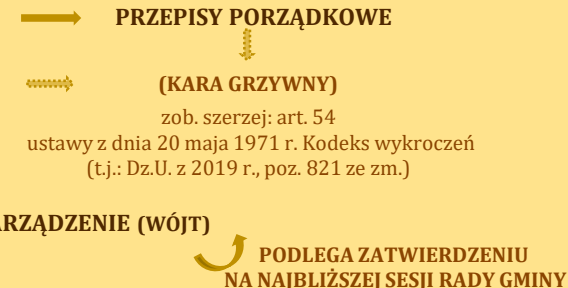 PRZEPISY PORZĄDKOWE
(KARA GRZYWNY)
zob. szerzej: art. 54
ustawy z dnia 20 maja 1971 r. Kodeks wykroczeń
(t.j.: Dz.U. z 2019 r., poz. 821 ze zm.)
ARZĄDZENIE (WÓJT)
PODLEGA ZATWIERDZENIU
NA NAJBLIŻSZEJ SESJI RADY GMINY